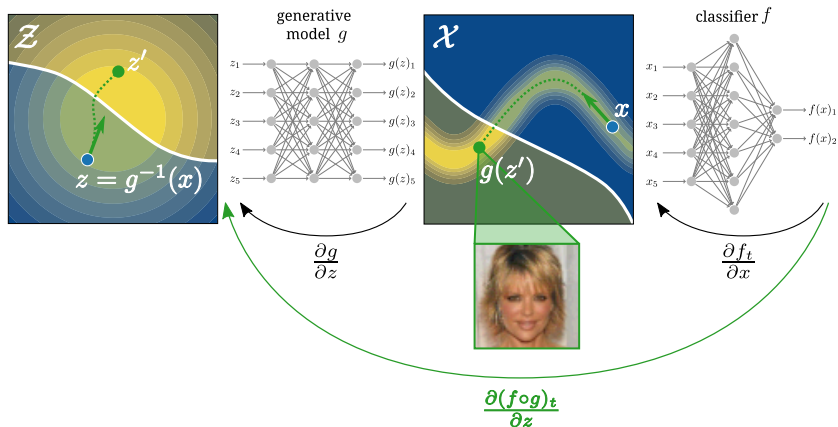 generative
model g
classifier f
𝒵
z′
z = g⁻¹(x)
z₁
z₂
z₃
z₄
z₅
g(z)₁
g(z)₂
g(z)₃
g(z)₄
g(z)₅
𝒳
x
g(z′)
x₁
x₂
x₃
x₄
x₅
f(x)₁
f(x)₂
∂g
∂z
∂fₜ
∂x
∂(f∘g)ₜ
∂z